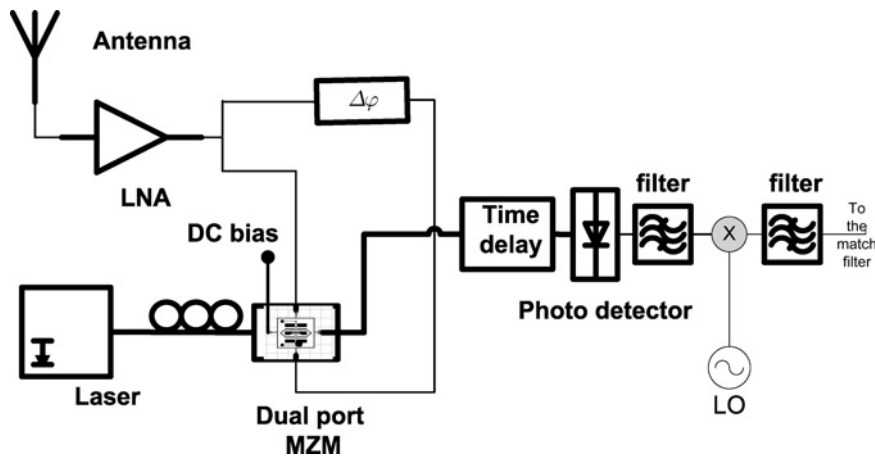 Antenna
Δφ
LNA
filter
filter
Time
delay
X
To
the
match
filter
DC bias
Photo detector
Laser
Dual port
MZM
LO